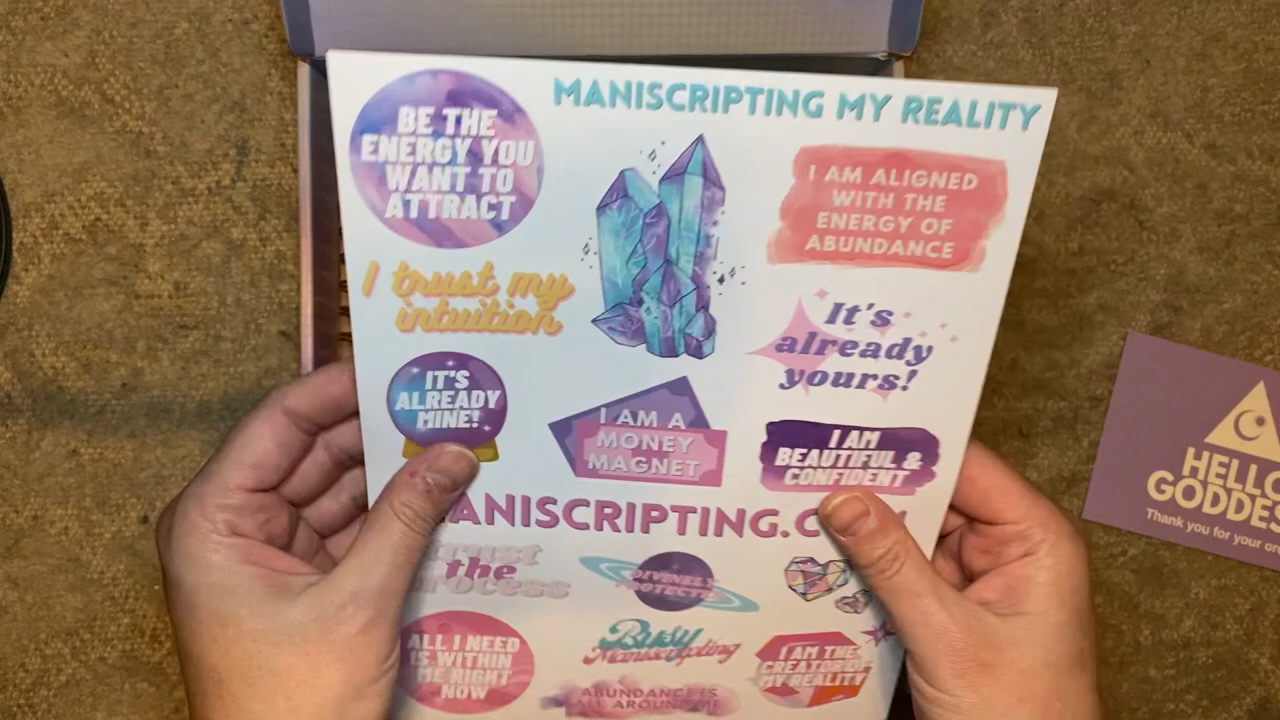 MANISCRIPTING MY REALITY
BE THE
ENERGY YOU
WANT TO
ATTRACT
I AM ALIGNED
WITH THE
ENERGY OF
ABUNDANCE
I trust my
intuition
It's
already
yours!
IT'S
ALREADY
MINE!
I AM A
MONEY
MAGNET
I AM
BEAUTIFUL &
CONFIDENT
ANISCRIPTING.C
trust
the
process
DIVINELY
PROTECTED
ALL I NEED
IS WITHIN
ME RIGHT
NOW
Busy
Maniscripting
I AM THE
CREATOR OF
MY REALITY
ABUNDANCE IS
ALL AROUND ME
HELLO
GODDES
Thank you for your or